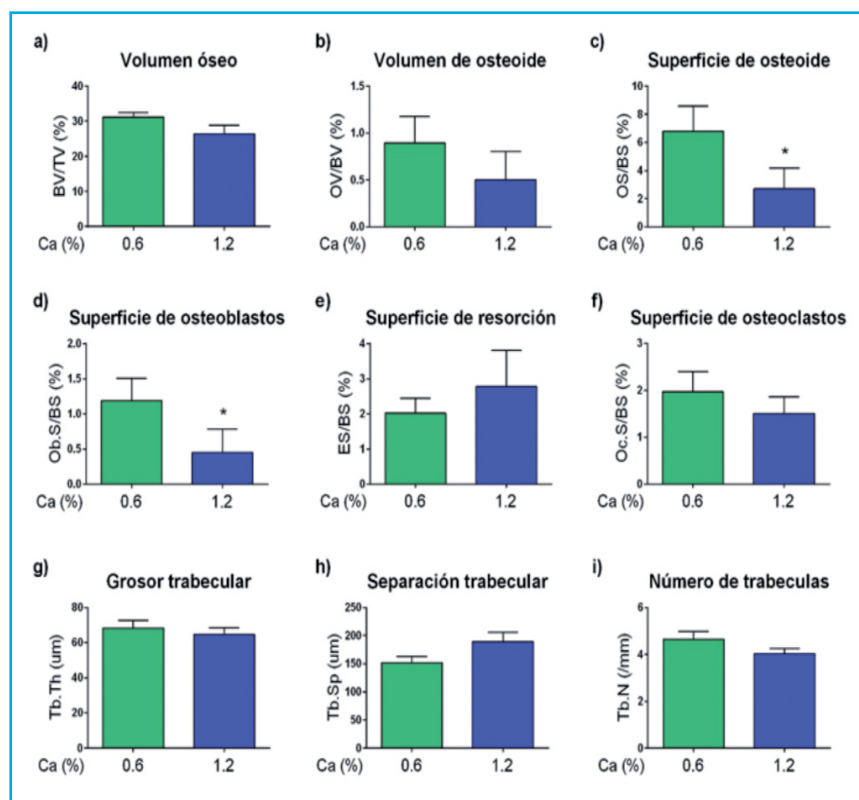 a)
Volumen óseo
BV/TV (%)
40
30
20
10
0
Ca (%)
0.6
1.2
b)
Volumen de osteoide
OV/BV (%)
1.5
1.0
0.5
0.0
Ca (%)
0.6
1.2
c)
Superficie de osteoide
OS/BS (%)
10
8
6
4
2
0
*
Ca (%)
0.6
1.2
d)
Superficie de osteoblastos
Ob.S/BS (%)
2.0
1.5
1.0
0.5
0.0
*
Ca (%)
0.6
1.2
e)
Superficie de resorción
ES/BS (%)
4
3
2
1
0
Ca (%)
0.6
1.2
f)
Superficie de osteoclastos
Oc.S/BS (%)
3
2
1
0
Ca (%)
0.6
1.2
g)
Grosor trabecular
Tb.Th (um)
80
60
40
20
0
Ca (%)
0.6
1.2
h)
Separación trabecular
Tb.Sp (um)
250
200
150
100
50
0
Ca (%)
0.6
1.2
i)
Número de trabeculas
Tb.N (/mm)
6
4
2
0
Ca (%)
0.6
1.2